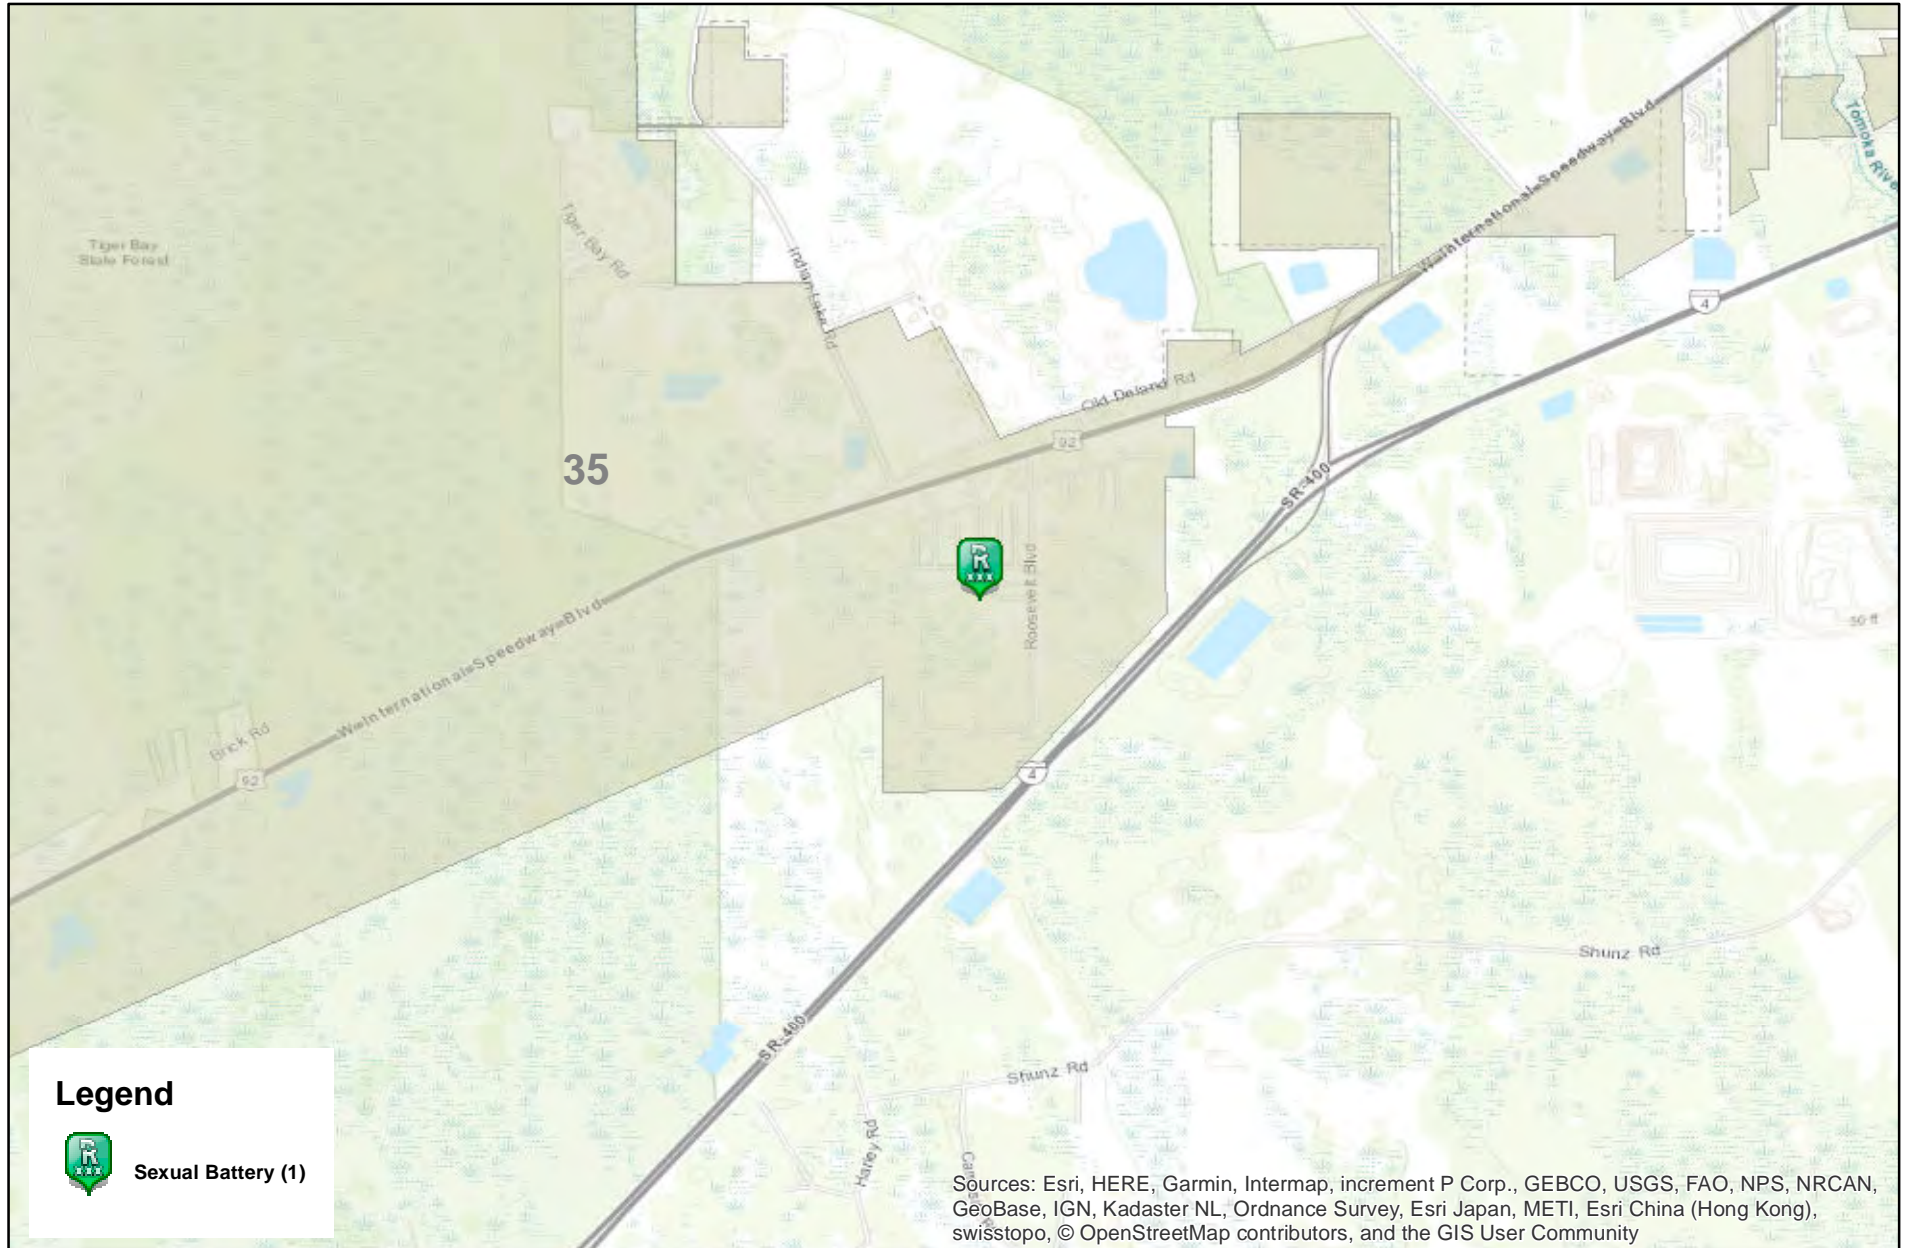 W=International=Speedway=Blvd
Tomoka River
Tiger Bay
State Forest
Tiger Bay Rd
Indian Lake Rd
4
Old Deland Rd
92
35
SR-400
R
XXX
Roosevelt Blvd
50 ft
W=International=Speedway=Blvd
Brick Rd
92
4
Shunz Rd
SR-400
Shunz Rd
Harley Rd
Legend
R
XXX
Sexual Battery (1)
Sources: Esri, HERE, Garmin, Intermap, increment P Corp., GEBCO, USGS, FAO, NPS, NRCAN,
GeoBase, IGN, Kadaster NL, Ordnance Survey, Esri Japan, METI, Esri China (Hong Kong),
swisstopo, © OpenStreetMap contributors, and the GIS User Community